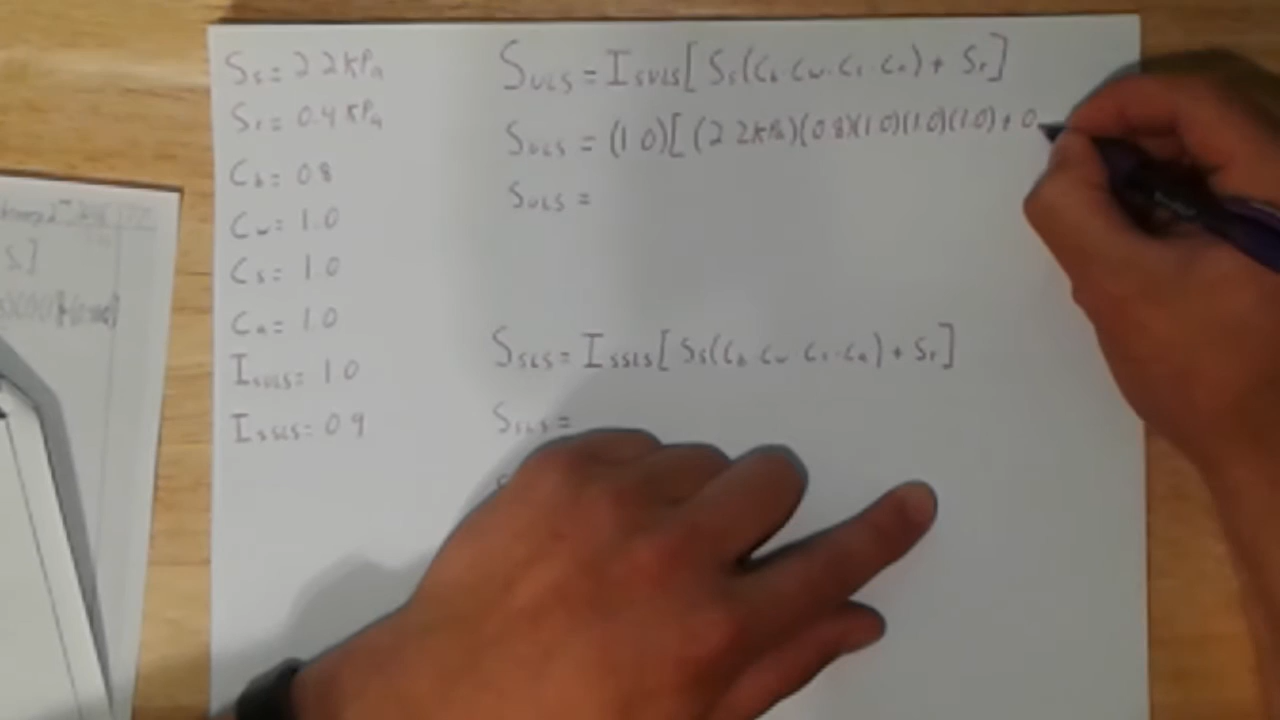 Ss = 2.2 kPa
Sr = 0.4 kPa
Cb = 0.8
Cw = 1.0
Cs = 1.0
Ca = 1.0
Isuls = 1.0
Issls = 0.9
Suls = Isuls[Ss(Cb·Cw·Cs·Ca) + Sr]
Suls = (1.0)[(2.2kPa)(0.8)(1.0)(1.0)(1.0) + 0
Suls =
Ssls = Issls[Ss(Cb·Cw·Cs·Ca) + Sr]
Ssls =
S]